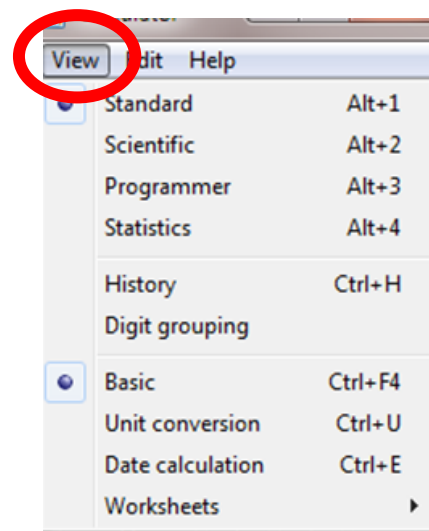 View Edit Help
Standard Alt+1
Scientific Alt+2
Programmer Alt+3
Statistics Alt+4
History Ctrl+H
Digit grouping
Basic Ctrl+F4
Unit conversion Ctrl+U
Date calculation Ctrl+E
Worksheets